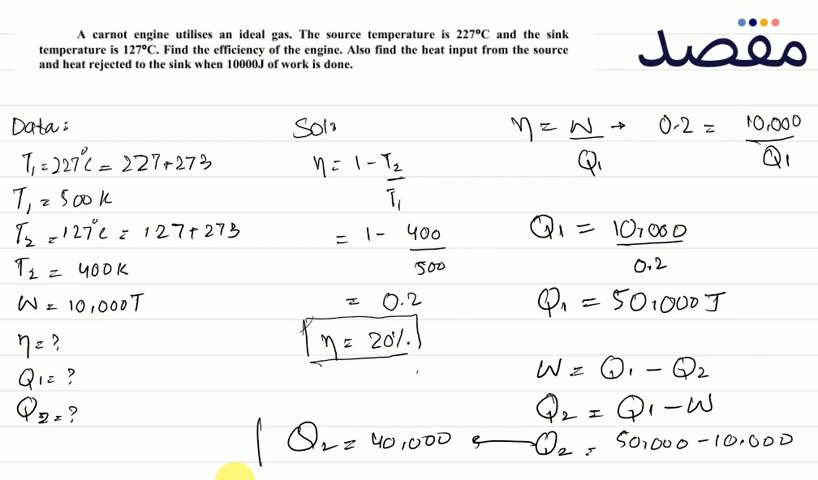 A carnot engine utilises an ideal gas. The source temperature is 227°C and the sink
temperature is 127°C. Find the efficiency of the engine. Also find the heat input from the source
and heat rejected to the sink when 10000J of work is done.
مقصد
Data:
T₁ = 227°C = 227+273
T₁ = 500K
T₂ = 127°C = 127+273
T₂ = 400K
W = 10,000J
η = ?
Q₁ = ?
Q₂ = ?
Sol:
η = 1 - T₂/T₁
= 1 - 400/500
= 0.2
η = 20%
η = W/Q₁ → 0.2 = 10,000/Q₁
Q₁ = 10,000/0.2
Q₁ = 50,000J
W = Q₁ - Q₂
Q₂ = Q₁ - W
Q₂ = 50,000 - 10,000
Q₂ = 40,000